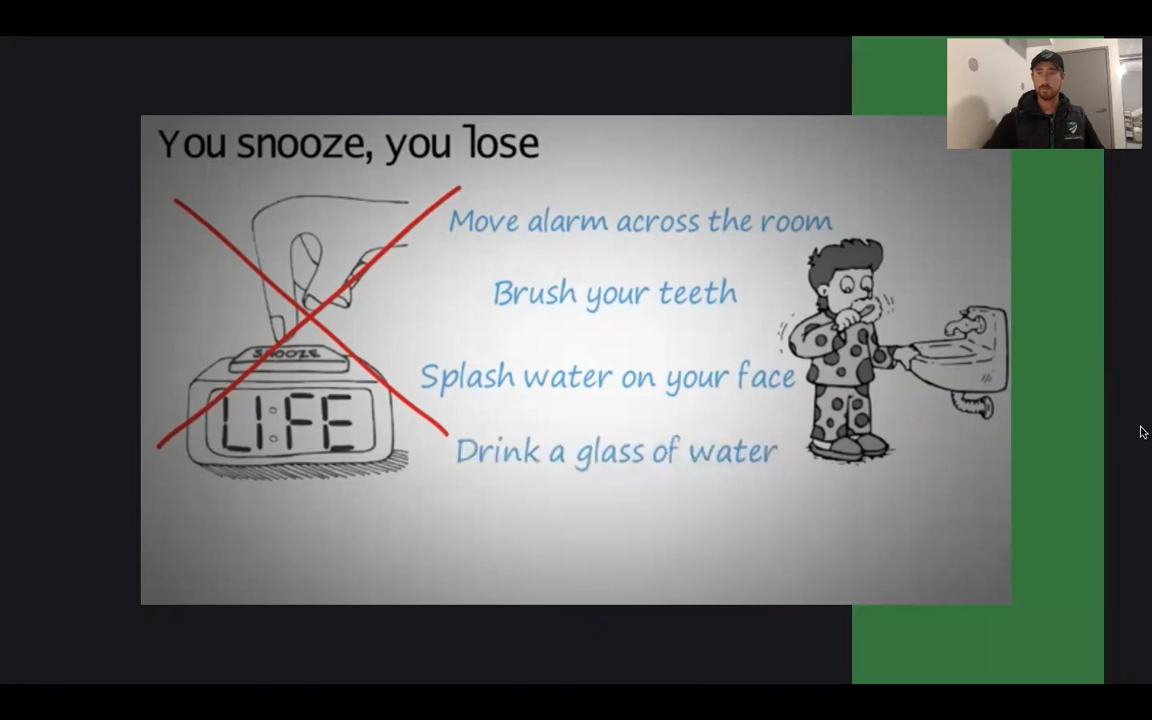 You snooze, you lose
Move alarm across the room
Brush your teeth
Splash water on your face
Drink a glass of water
SNOOZE
LI:FE